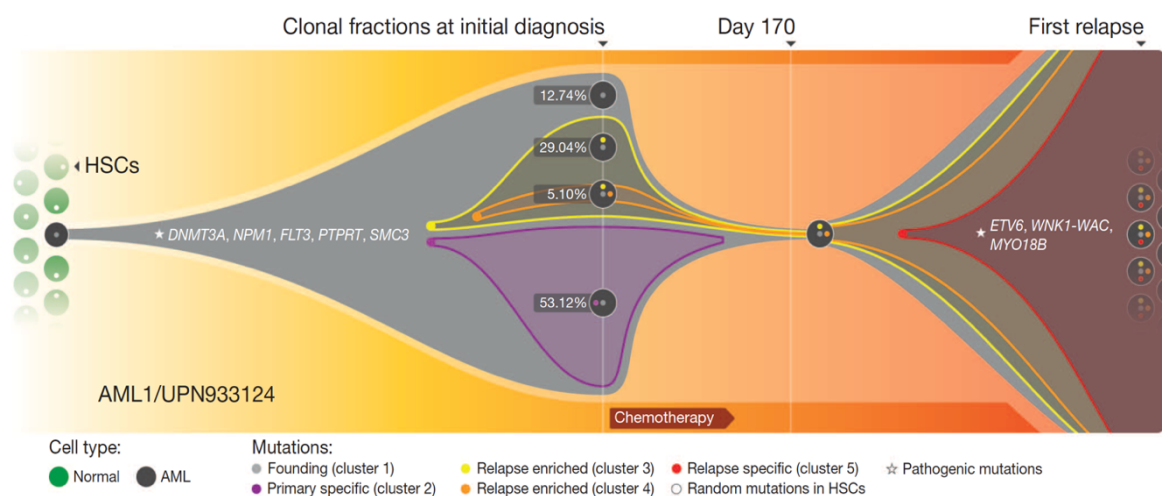 Clonal fractions at initial diagnosis
Day 170
First relapse
12.74%
29.04%
5.10%
53.12%
HSCs
DNMT3A, NPM1, FLT3, PTPRT, SMC3
ETV6, WNK1-WAC,
MYO18B
AML1/UPN933124
Chemotherapy
Cell type:
Normal
AML
Mutations:
Founding (cluster 1)
Primary specific (cluster 2)
Relapse enriched (cluster 3)
Relapse enriched (cluster 4)
Relapse specific (cluster 5)
Random mutations in HSCs
Pathogenic mutations